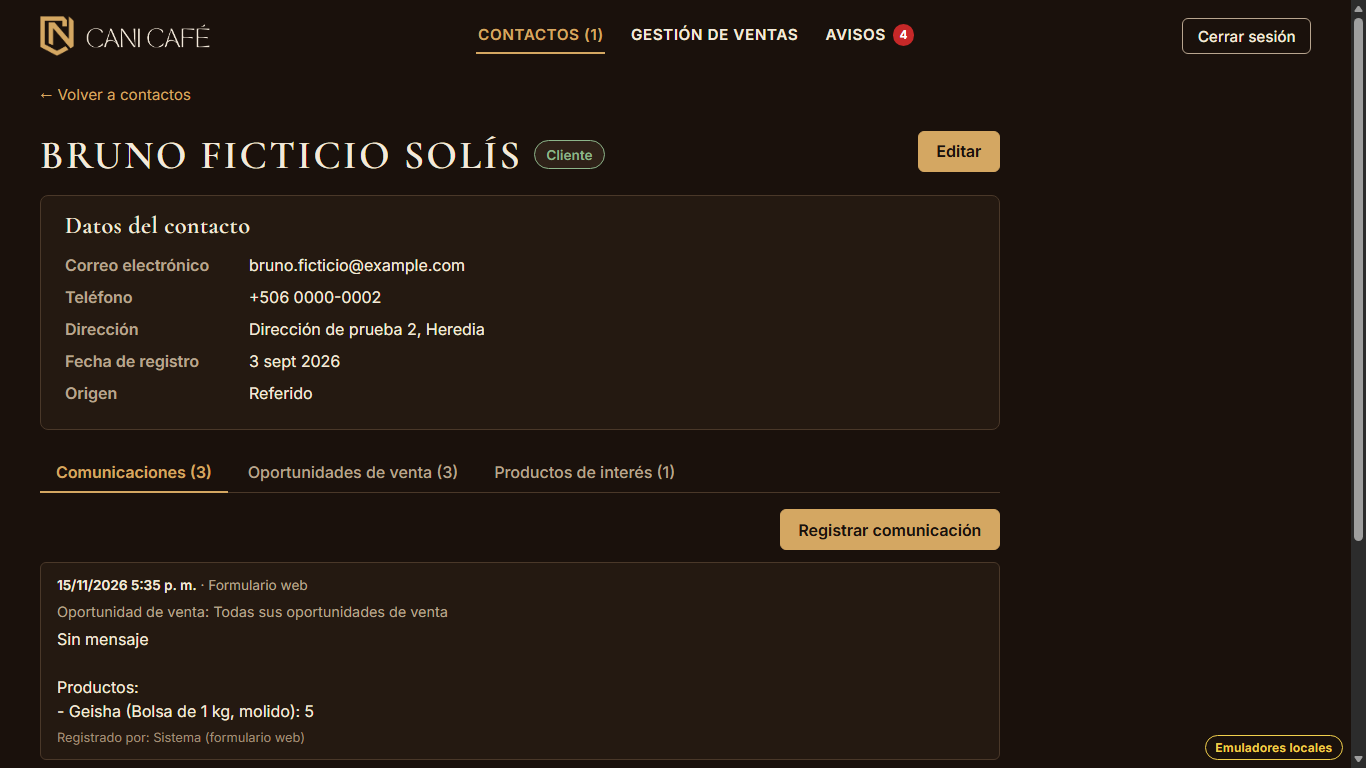 CANI CAFÉ
CONTACTOS (1)
GESTIÓN DE VENTAS
AVISOS 4
Cerrar sesión
← Volver a contactos
BRUNO FICTICIO SOLÍS
Cliente
Editar
Datos del contacto
Correo electrónico bruno.ficticio@example.com
Teléfono +506 0000-0002
Dirección Dirección de prueba 2, Heredia
Fecha de registro 3 sept 2026
Origen Referido
Comunicaciones (3)
Oportunidades de venta (3)
Productos de interés (1)
Registrar comunicación
15/11/2026 5:35 p. m. · Formulario web
Oportunidad de venta: Todas sus oportunidades de venta
Sin mensaje
Productos:
- Geisha (Bolsa de 1 kg, molido): 5
Registrado por: Sistema (formulario web)
Emuladores locales